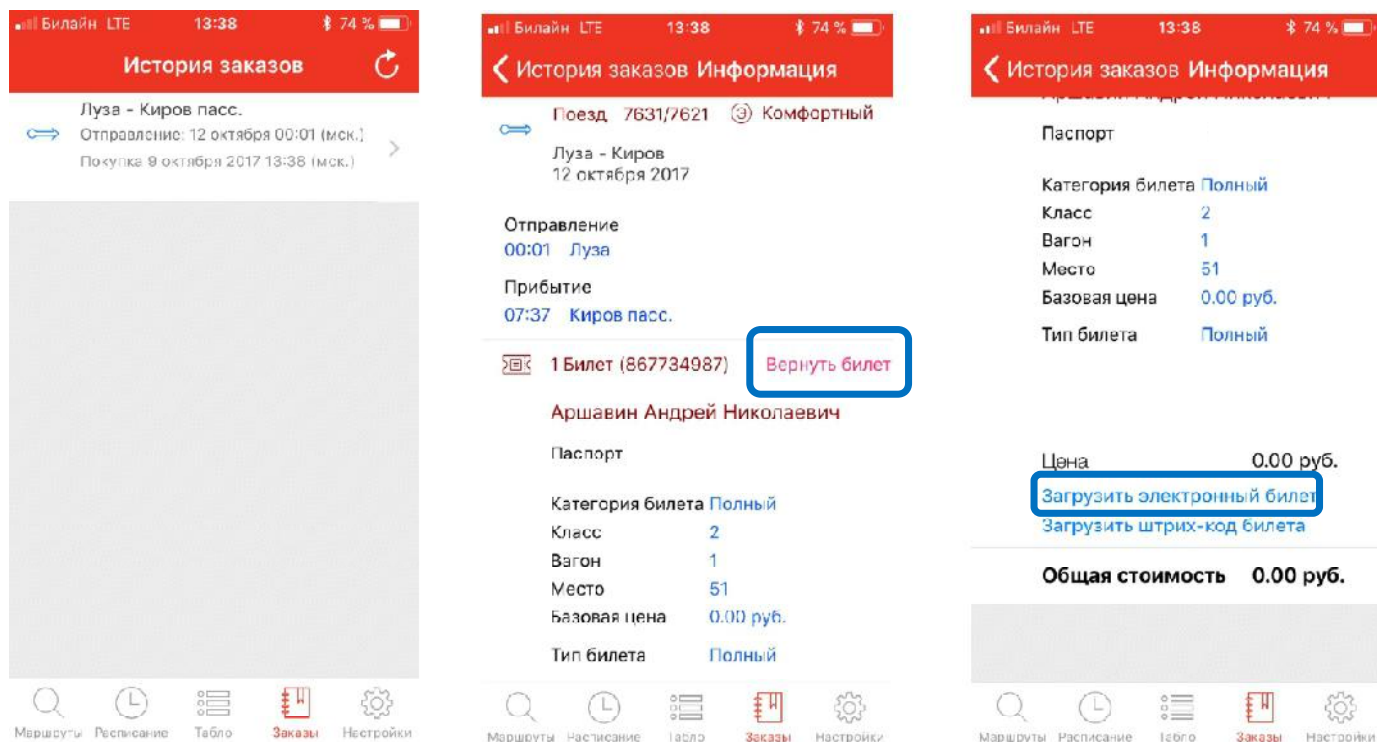 Билайн LTE 13:38 74 %
История заказов
Луза - Киров пасс.
Отправление: 12 октября 00:01 (мск.)
Покупка 9 октября 2017 13:38 (мск.)
Маршруты Расписание Табло Заказы Настройки
Билайн LTE 13:38 74 %
История заказов Информация
Поезд 7631/7621 Э Комфортный
Луза - Киров
12 октября 2017
Отправление
00:01 Луза
Прибытие
07:37 Киров пасс.
1 Билет (867734987) Вернуть билет
Аршавин Андрей Николаевич
Паспорт
Категория билета Полный
Класс 2
Вагон 1
Место 51
Базовая цена 0.00 руб.
Тип билета Полный
Маршруты Расписание Табло Заказы Настройки
Билайн LTE 13:38 74 %
История заказов Информация
Аршавин Андрей Николаевич
Паспорт
Категория билета Полный
Класс 2
Вагон 1
Место 51
Базовая цена 0.00 руб.
Тип билета Полный
Цена 0.00 руб.
Загрузить электронный билет
Загрузить штрих-код билета
Общая стоимость 0.00 руб.
Маршруты Расписание Табло Заказы Настройки